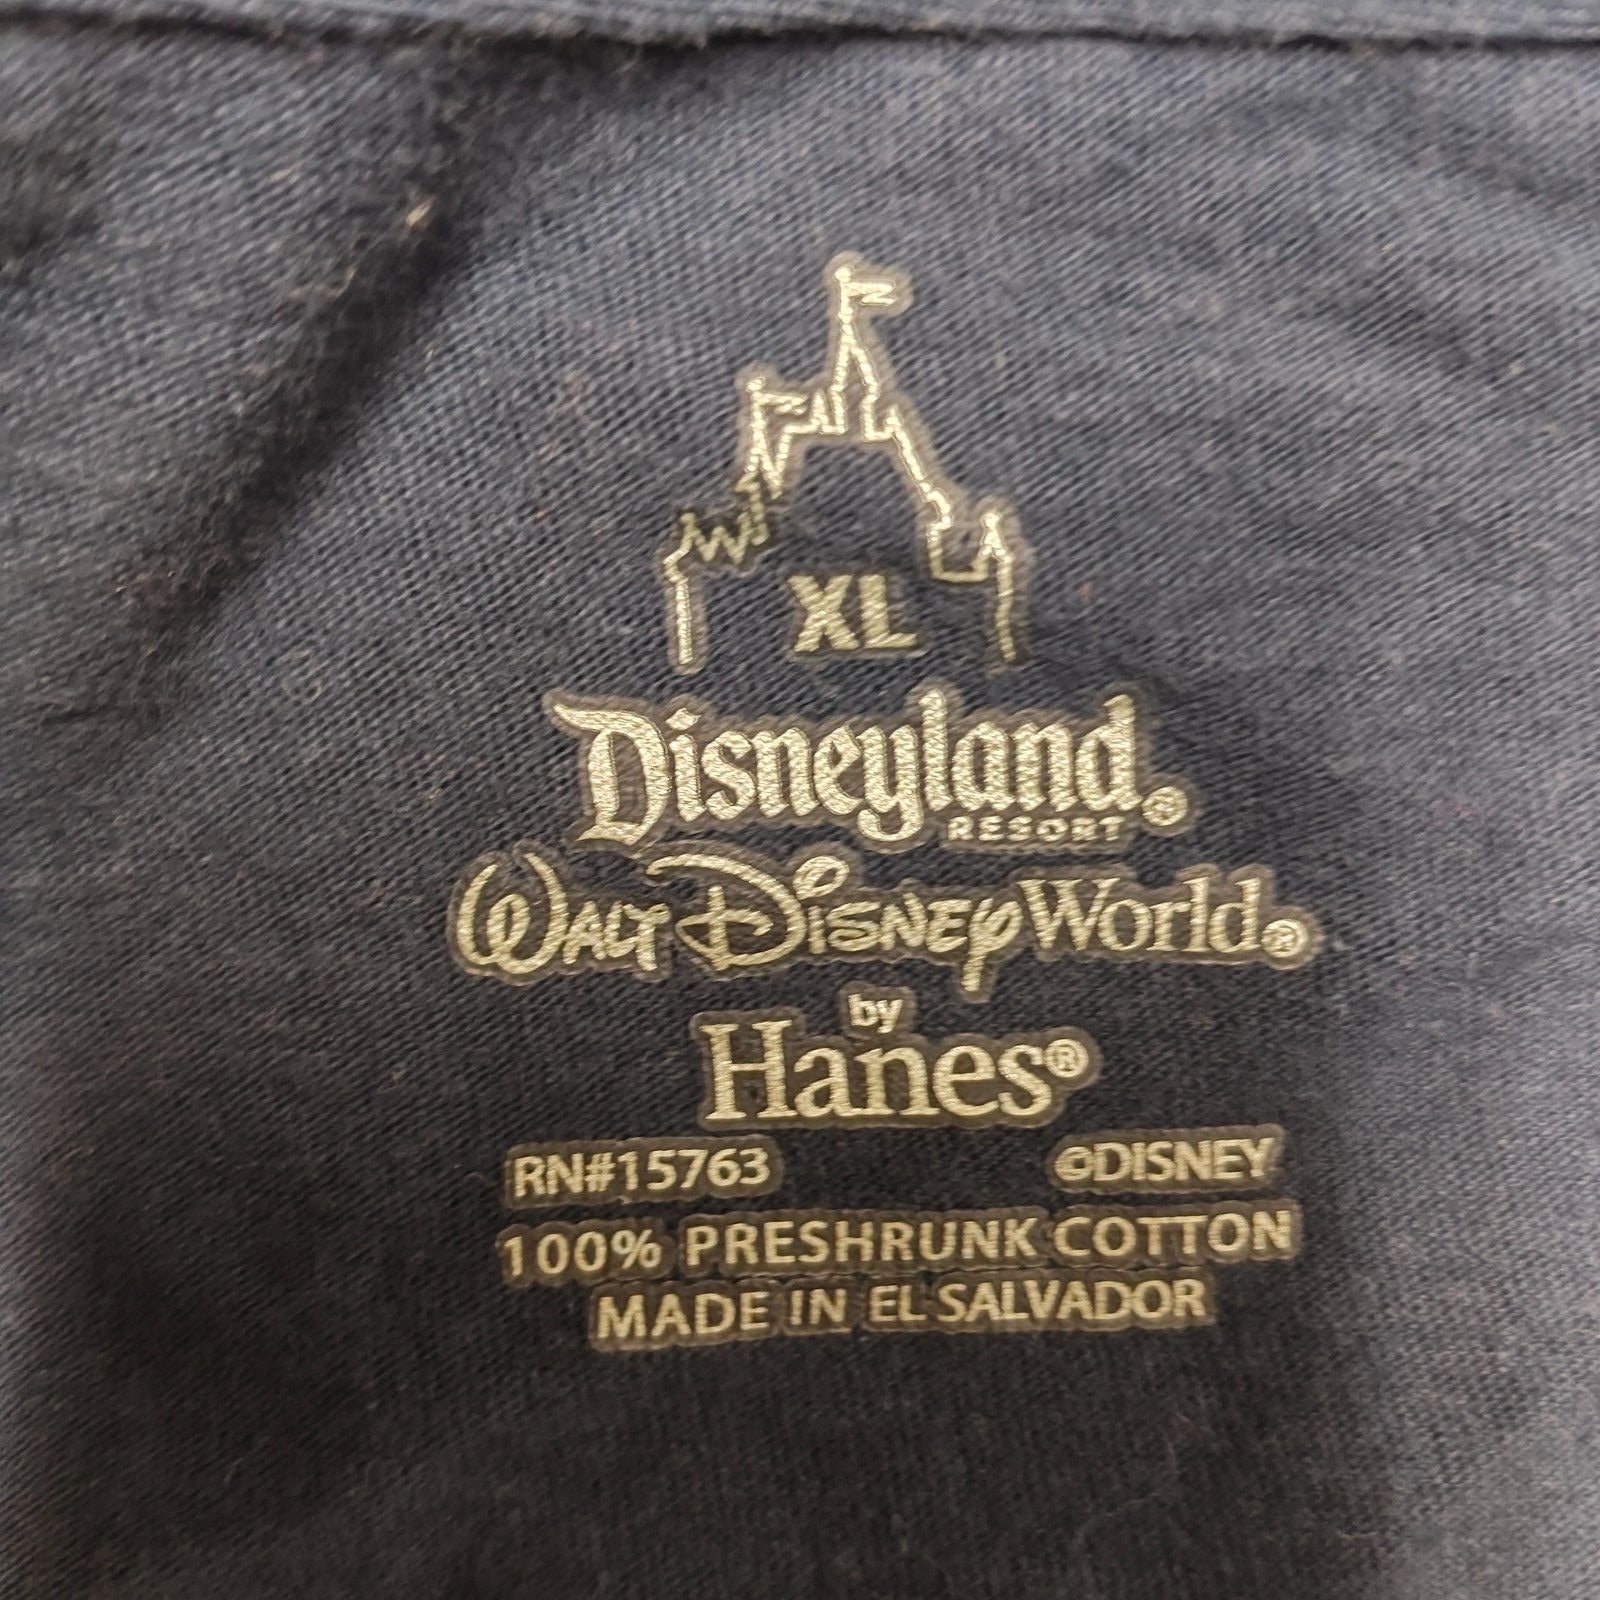 XL
Disneyland®
RESORT
WALT DISNEY World®
by
Hanes®
RN#15763 ©DISNEY
100% PRESHRUNK COTTON
MADE IN EL SALVADOR